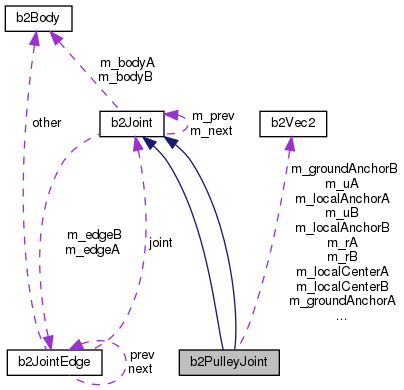 b2Body
m_bodyA
m_bodyB
other
b2Joint
m_prev
m_next
b2Vec2
m_groundAnchorB
m_uA
m_localAnchorA
m_uB
m_localAnchorB
m_rA
m_rB
m_localCenterA
m_localCenterB
m_groundAnchorA
...
m_edgeB
m_edgeA
joint
b2JointEdge
prev
next
b2PulleyJoint